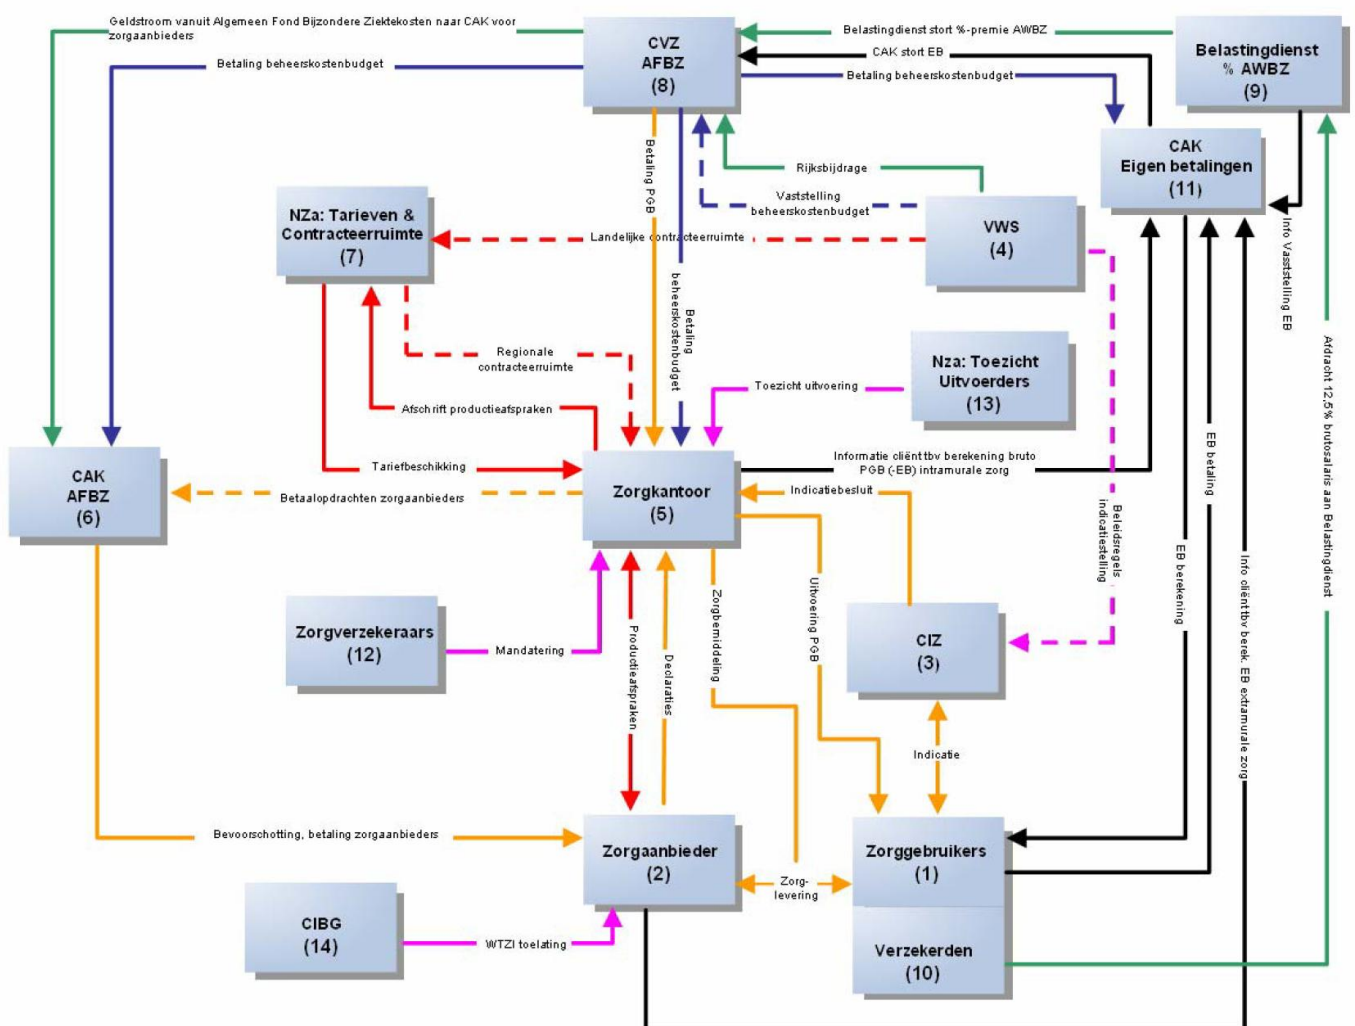 Geldstroom vanuit Algemeen Fond Bijzondere Ziektekosten naar CAK voor
zorgaanbieders
Belastingdienst stort %-premie AWBZ
CVZ
AFBZ
(8)
Belastingdienst
% AWBZ
(9)
CAK stort EB
Betaling beheerskostenbudget
Betaling beheerskostenbudget
CAK
Eigen betalingen
(11)
Betaling PGB
Rijksbijdrage
Vaststelling
beheerskostenbudget
NZa: Tarieven &
Contracteerruimte
(7)
Landelijke contracteerruimte
VWS
(4)
Info Vaststelling EB
Betaling
beheerskostenbudget
Regionale
contracteerruimte
Toezicht uitvoering
Nza: Toezicht
Uitvoerders
(13)
Afschrift productieafspraken
Afdracht 12,5% brutosalaris aan Belastingdienst
CAK
AFBZ
(6)
Tariefbeschikking
Betaalopdrachten zorgaanbieders
Zorgkantoor
(5)
Informatie cliënt tbv berekening bruto
PGB (-EB) intramurale zorg
Indicatiebesluit
EB betaling
Beleidsregels
indicatiestelling
EB berekening
Info cliënt tbv berek. EB extramurale zorg
Zorgverzekeraars
(12)
Mandatering
Productieafspraken
Declaraties
Zorgbemiddeling
Uitvoering PGB
CIZ
(3)
Indicatie
Bevoorschotting, betaling zorgaanbieders
Zorgaanbieder
(2)
Zorg-
levering
Zorggebruikers
(1)
CIBG
(14)
WTZI toelating
Verzekerden
(10)